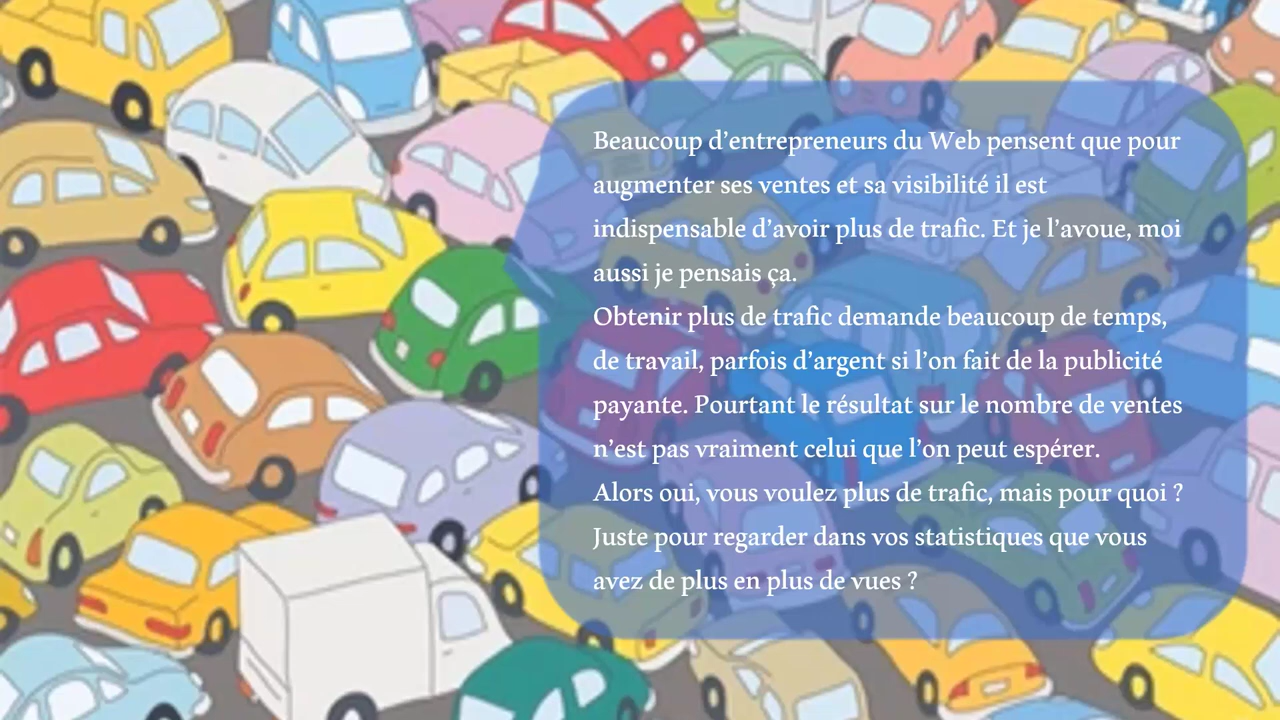 Beaucoup d’entrepreneurs du Web pensent que pour
augmenter ses ventes et sa visibilité il est
indispensable d’avoir plus de trafic. Et je l’avoue, moi
aussi je pensais ça.
Obtenir plus de trafic demande beaucoup de temps,
de travail, parfois d’argent si l’on fait de la publicité
payante. Pourtant le résultat sur le nombre de ventes
n’est pas vraiment celui que l’on peut espérer.
Alors oui, vous voulez plus de trafic, mais pour quoi ?
Juste pour regarder dans vos statistiques que vous
avez de plus en plus de vues ?